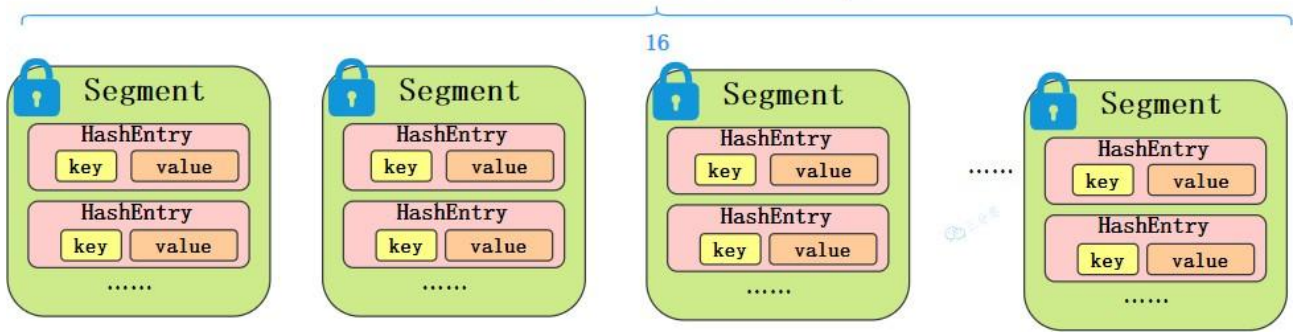 16
Segment
HashEntry
key value
HashEntry
key value
......
Segment
HashEntry
key value
HashEntry
key value
......
Segment
HashEntry
key value
HashEntry
key value
......
......
Segment
HashEntry
key value
HashEntry
key value
......